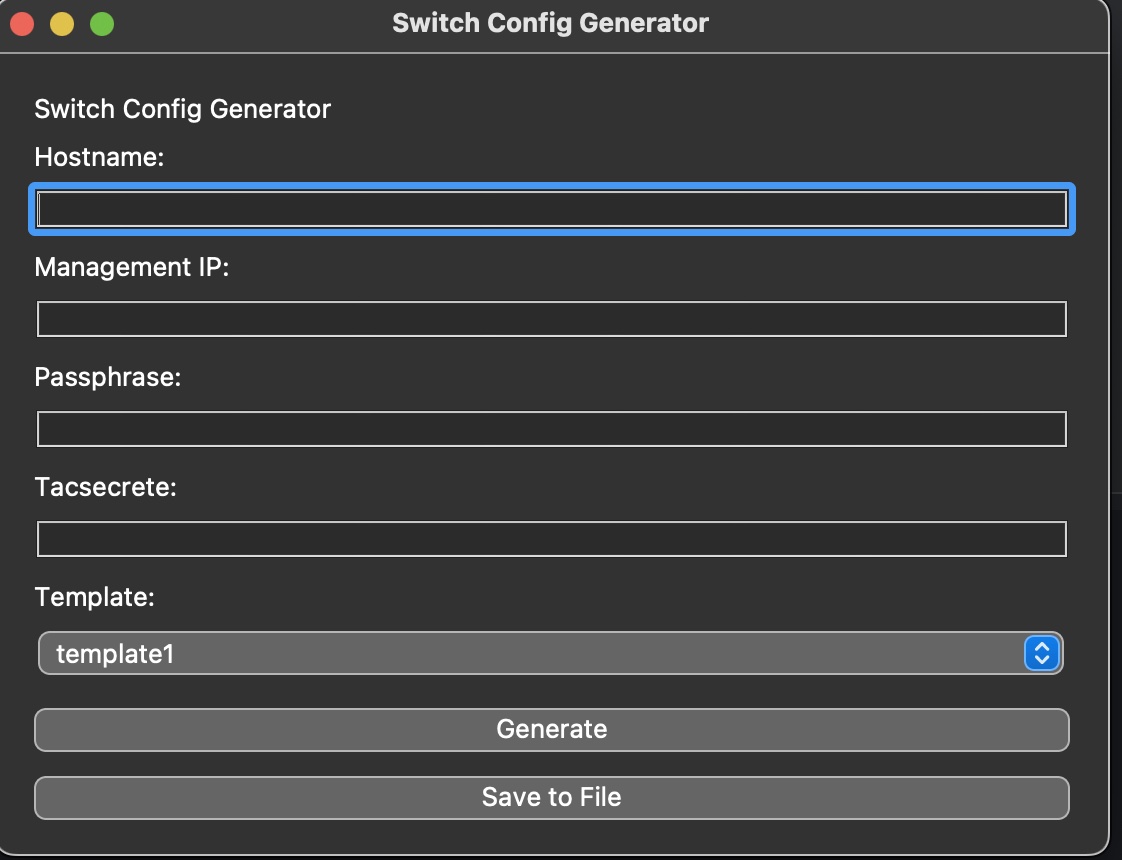 Switch Config Generator
Switch Config Generator
Hostname:
Management IP:
Passphrase:
Tacsecrete:
Template:
template1
Generate
Save to File